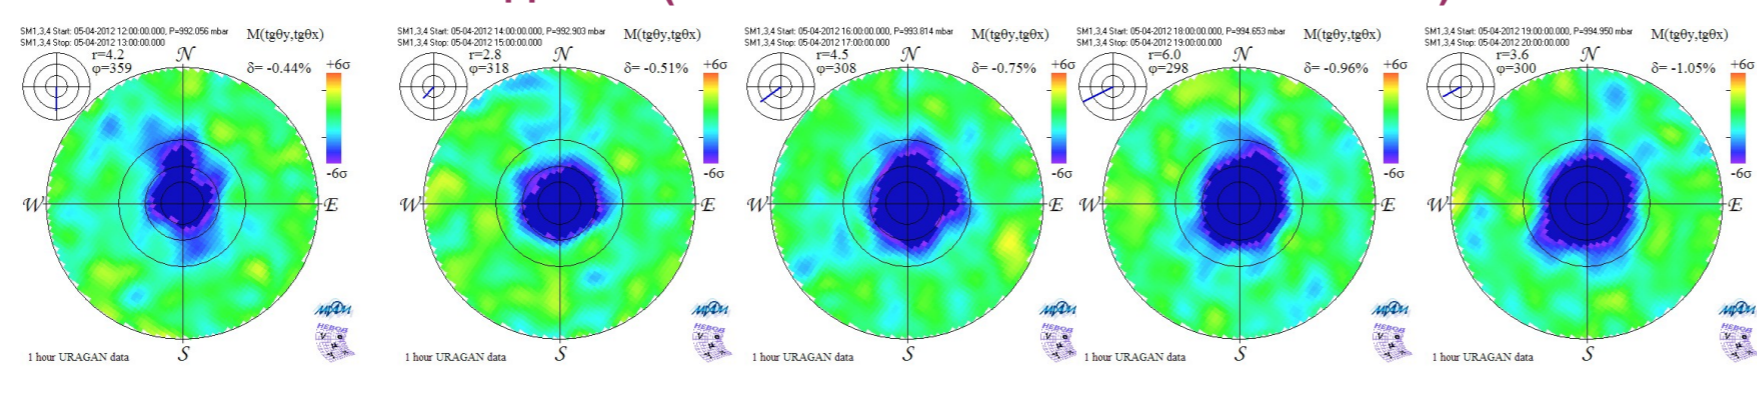 SM1,3,4 Start: 05-04-2012 12:00:00.000, P=992.056 mbar
SM1,3,4 Stop: 05-04-2012 13:00:00.000
M(tgθy,tgθx)
r=4.2
φ=359
N
δ= -0.44%
+6σ
-6σ
W
E
S
1 hour URAGAN data
НЕВОД
SM1,3,4 Start: 05-04-2012 14:00:00.000, P=992.903 mbar
SM1,3,4 Stop: 05-04-2012 15:00:00.000
M(tgθy,tgθx)
r=2.8
φ=318
N
δ= -0.51%
+6σ
-6σ
W
E
S
1 hour URAGAN data
НЕВОД
SM1,3,4 Start: 05-04-2012 16:00:00.000, P=993.814 mbar
SM1,3,4 Stop: 05-04-2012 17:00:00.000
M(tgθy,tgθx)
r=4.5
φ=308
N
δ= -0.75%
+6σ
-6σ
W
E
S
1 hour URAGAN data
НЕВОД
SM1,3,4 Start: 05-04-2012 18:00:00.000, P=994.653 mbar
SM1,3,4 Stop: 05-04-2012 19:00:00.000
M(tgθy,tgθx)
r=6.0
φ=298
N
δ= -0.96%
+6σ
-6σ
W
E
S
1 hour URAGAN data
НЕВОД
SM1,3,4 Start: 05-04-2012 19:00:00.000, P=994.950 mbar
SM1,3,4 Stop: 05-04-2012 20:00:00.000
M(tgθy,tgθx)
r=3.6
φ=300
N
δ= -1.05%
+6σ
-6σ
W
E
S
1 hour URAGAN data
НЕВОД